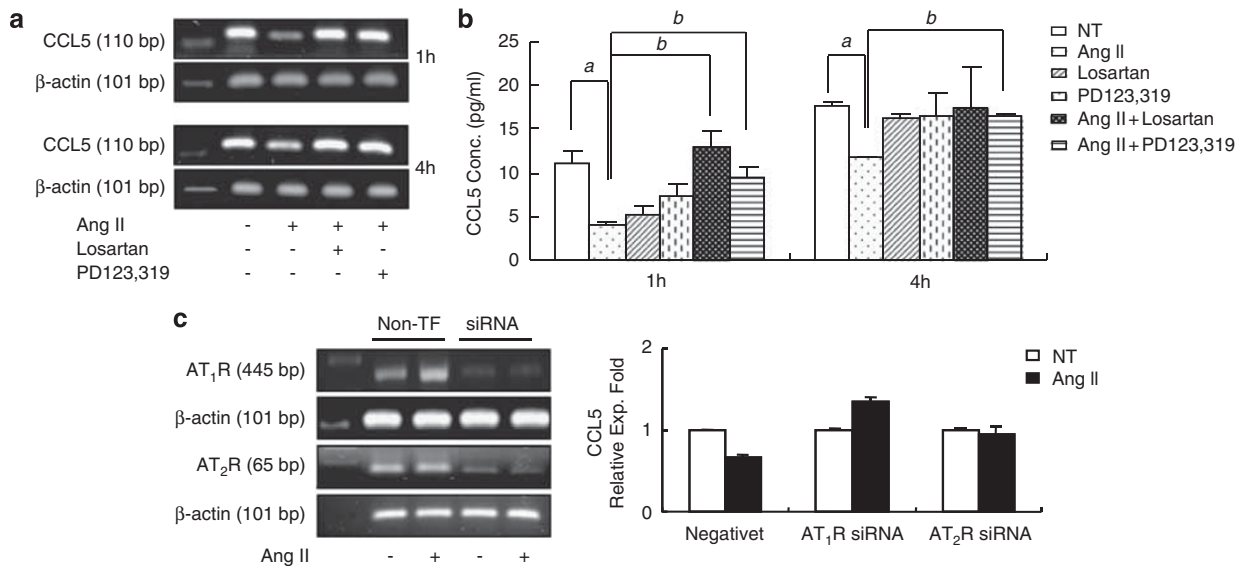 a
CCL5 (110 bp)
1h
β-actin (101 bp)
CCL5 (110 bp)
4h
β-actin (101 bp)
Ang II - + + +
Losartan - - + -
PD123,319 - - - +
b
CCL5 Conc. (pg/ml)
25
20
15
10
5
0
a
b
b
a
b
1h
4h
NT
Ang II
Losartan
PD123,319
Ang II + Losartan
Ang II + PD123,319
c
Non-TF siRNA
AT1R (445 bp)
β-actin (101 bp)
AT2R (65 bp)
β-actin (101 bp)
Ang II - + - +
CCL5
Relative Exp. Fold
2
1
0
NT
Ang II
Negativet
AT1R siRNA
AT2R siRNA